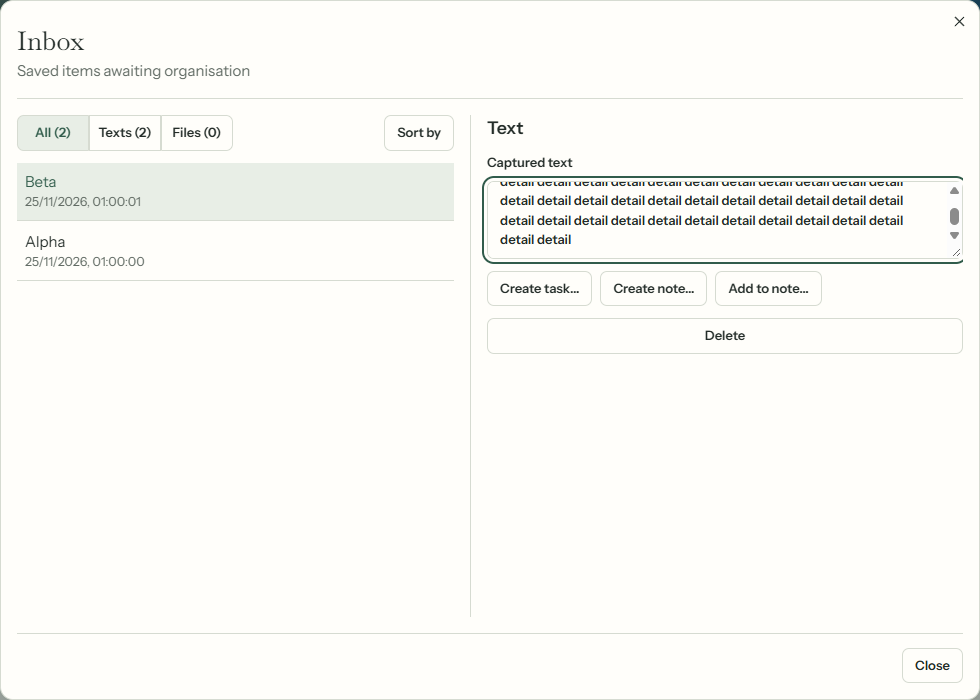 Inbox
Saved items awaiting organisation
All (2)
Texts (2)
Files (0)
Sort by
Beta
25/11/2026, 01:00:01
Alpha
25/11/2026, 01:00:00
Text
Captured text
detail detail detail detail detail detail detail detail detail detail detail
detail detail detail detail detail detail detail detail detail detail detail
detail detail detail detail detail detail detail detail detail detail detail
detail detail
Create task...
Create note...
Add to note...
Delete
Close